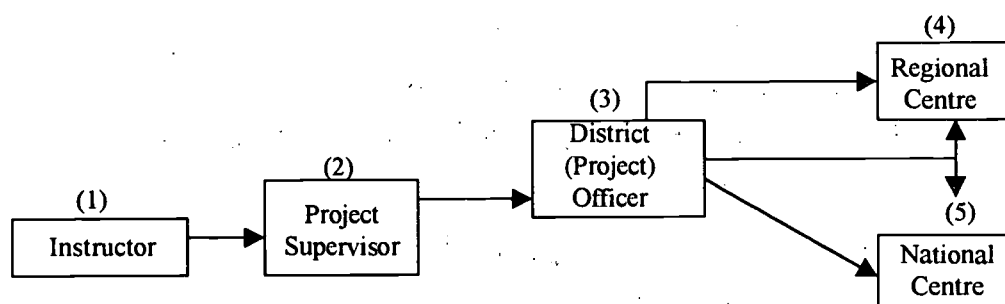 (1)
Instructor
(2)
Project
Supervisor
(3)
District
(Project)
Officer
(4)
Regional
Centre
(5)
National
Centre